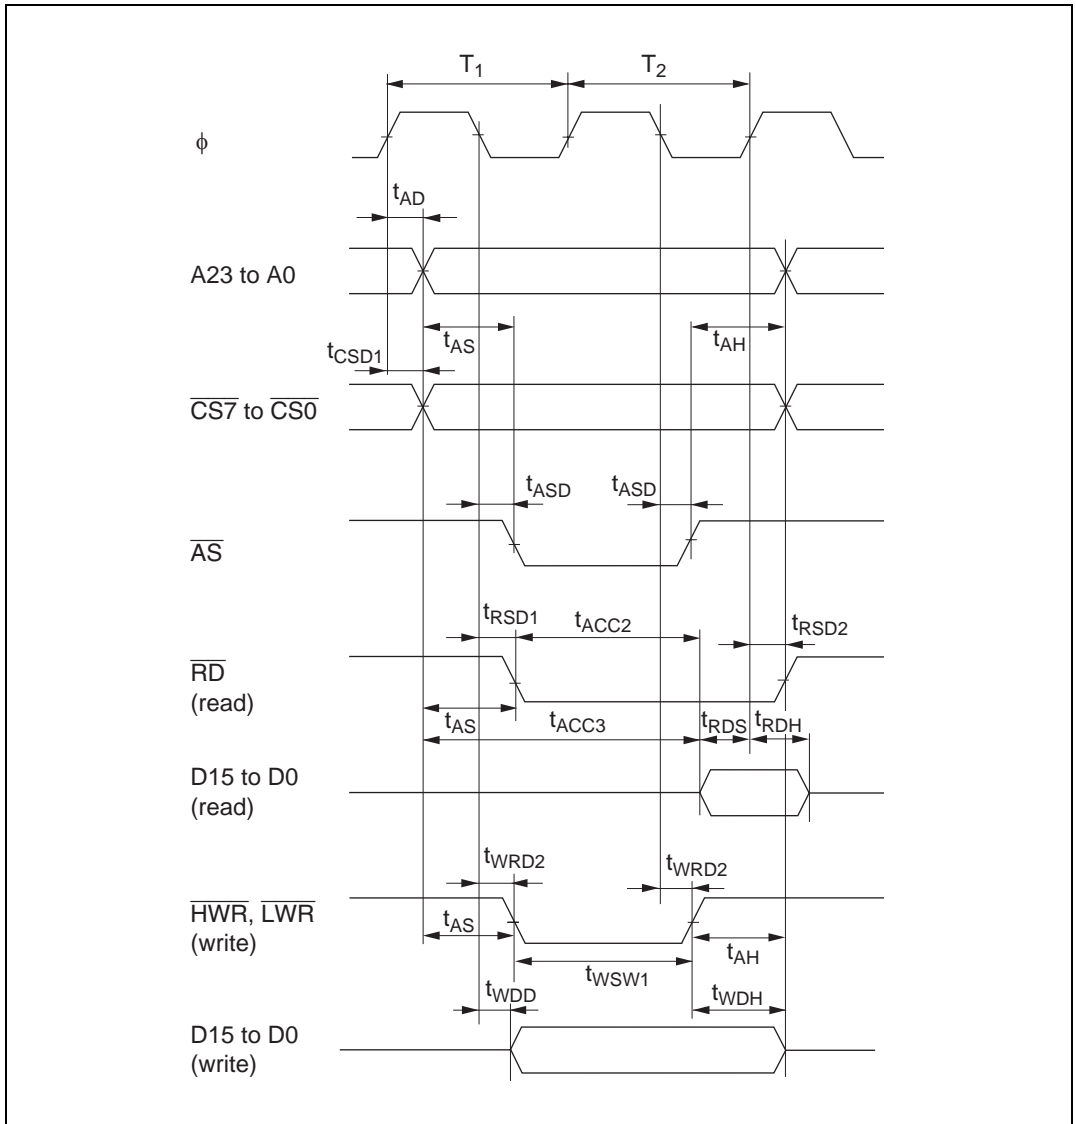 T1 T2
φ
tAD
A23 to A0
tAS tAH
tCSD1
CS7 to CS0
tASD tASD
AS
tRSD1 tACC2 tRSD2
RD
(read)
tAS tACC3 tRDS tRDH
D15 to D0
(read)
tWRD2 tWRD2
HWR, LWR
(write)
tAS tAH
tWSW1
tWDD tWDH
D15 to D0
(write)